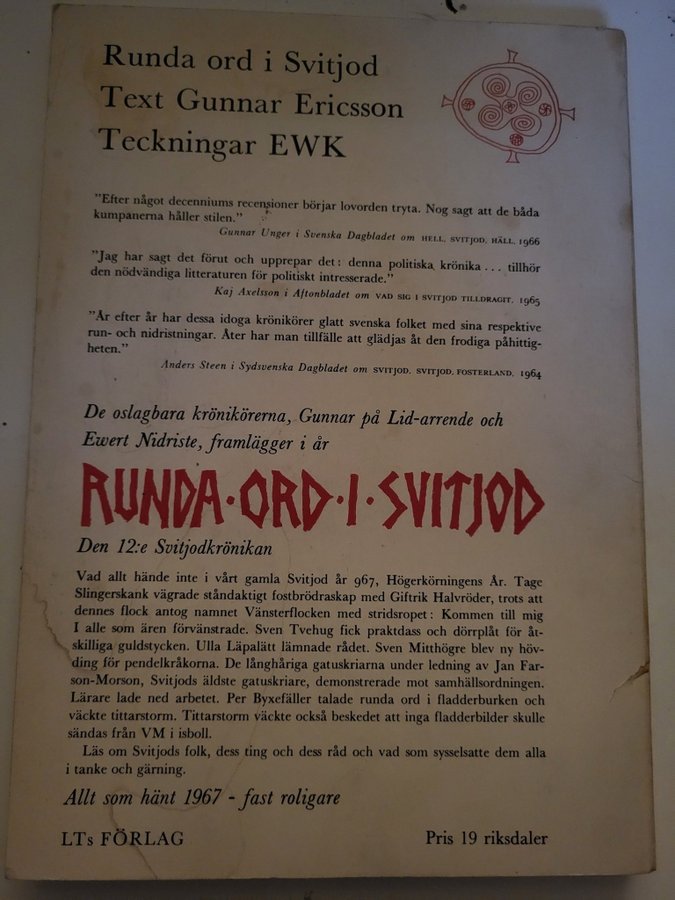 Runda ord i Svitjod
Text Gunnar Ericsson
Teckningar EWK
"Efter något decenniums recensioner börjar lovorden tryta. Nog sagt att de båda
kumpanerna håller stilen."
Gunnar Unger i Svenska Dagbladet om HELL, SVITJOD, HÄLL, 1966
"Jag har sagt det förut och upprepar det: denna politiska krönika... tillhör
den nödvändiga litteraturen för politiskt intresserade."
Kaj Axelsson i Aftonbladet om VAD SIG I SVITJOD TILLDRAGIT, 1965
"År efter år har dessa idoga krönikörer glatt svenska folket med sina respektive
run- och nidristningar. Åter har man tillfälle att glädjas åt den frodiga påhittig-
heten."
Anders Steen i Sydsvenska Dagbladet om SVITJOD, SVITJOD, FOSTERLAND, 1964
De oslagbara krönikörerna, Gunnar på Lid-arrende och
Ewert Nidriste, framlägger i år
RUNDA·ORD·I·SVITJOD
Den 12:e Svitjodkrönikan
Vad allt hände inte i vårt gamla Svitjod år 967, Högerkörningens År. Tage
Slingerskank vägrade ståndaktigt fostbrödraskap med Giftrik Halvröder, trots att
dennes flock antog namnet Vänsterflocken med stridsropet: Kommen till mig
I alle som ären förvänstrade. Sven Tvehug fick praktdass och dörrplåt för åt-
skilliga guldstycken. Ulla Läpalätt lämnade rådet. Sven Mitthögre blev ny höv-
ding för pendelkråkorna. De långhåriga gatuskriarna under ledning av Jan Far-
son-Morson, Svitjods äldste gatuskriare, demonstrerade mot samhällsordningen.
Lärare lade ned arbetet. Per Byxefäller talade runda ord i fladderburken och
väckte tittarstorm. Tittarstorm väckte också beskedet att inga fladderbilder skulle
sändas från VM i isboll.
Läs om Svitjods folk, dess ting och dess råd och vad som sysselsatte dem alla
i tanke och gärning.
Allt som hänt 1967 - fast roligare
LTs FÖRLAG
Pris 19 riksdaler